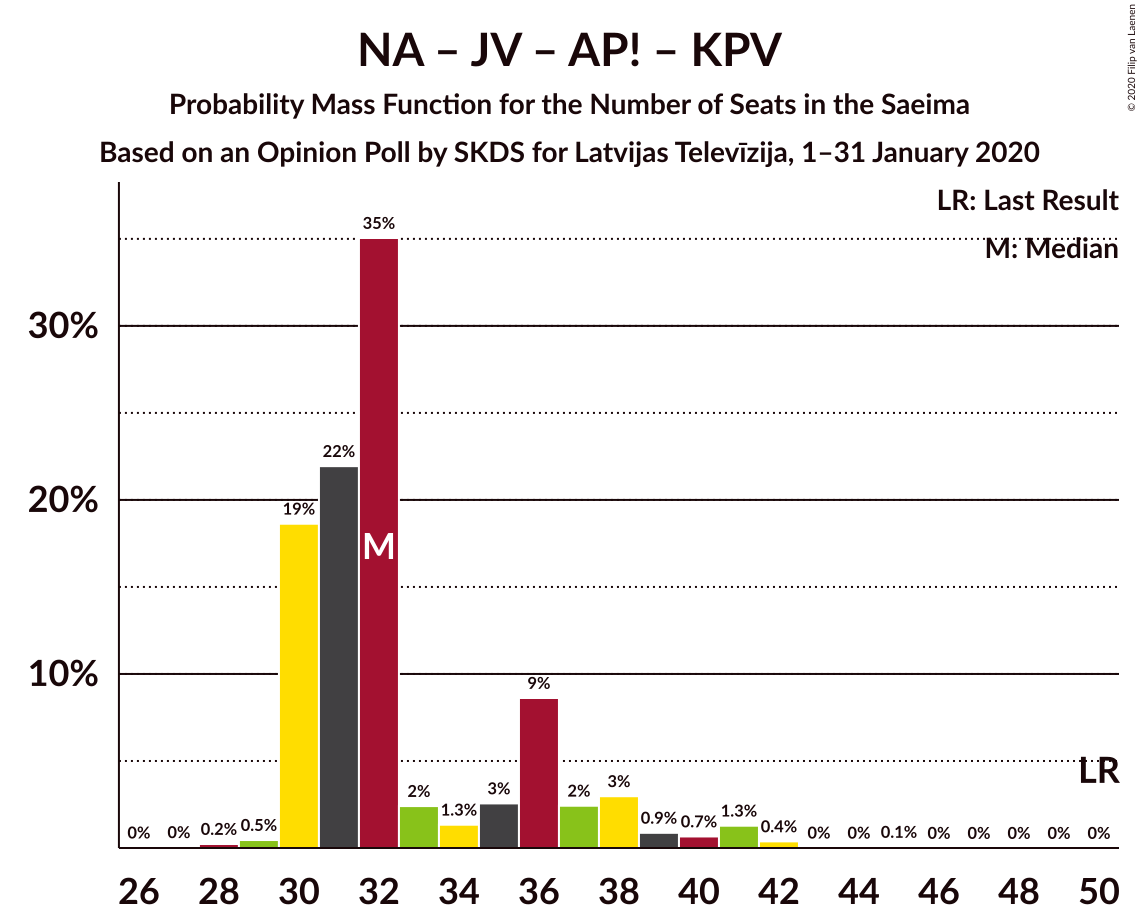 NA – JV – AP! – KPV
Probability Mass Function for the Number of Seats in the Saeima
Based on an Opinion Poll by SKDS for Latvijas Televīzija, 1–31 January 2020
© 2020 Filip van Laenen
LR: Last Result
M: Median
35%
30%
22%
20%
19%
M
10%
9%
LR
3%
2% 1.3% 3% 2% 0.9% 0.7% 1.3%
0% 0% 0.2% 0.5% 0.4% 0% 0% 0.1% 0% 0% 0% 0% 0%
26 28 30 32 34 36 38 40 42 44 46 48 50